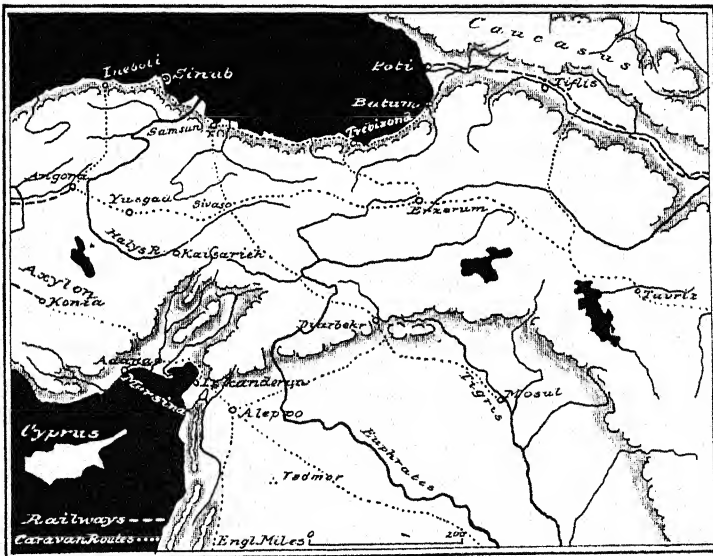 Caucasus
Ineboli
Sinub
Poti
Tiflis
Batum
Samsun
Trebizond
Angora
Yusgad
Sivas
Erzerum
Halys R.
Kaisarieh
Axylon
Konia
Tavriz
Diarbekr
Adana
Mersina
Iskanderun
Tigris
Mosul
Aleppo
Cyprus
Euphrates
Tedmor
Railways
Caravan Routes
Engl. Miles 0 200